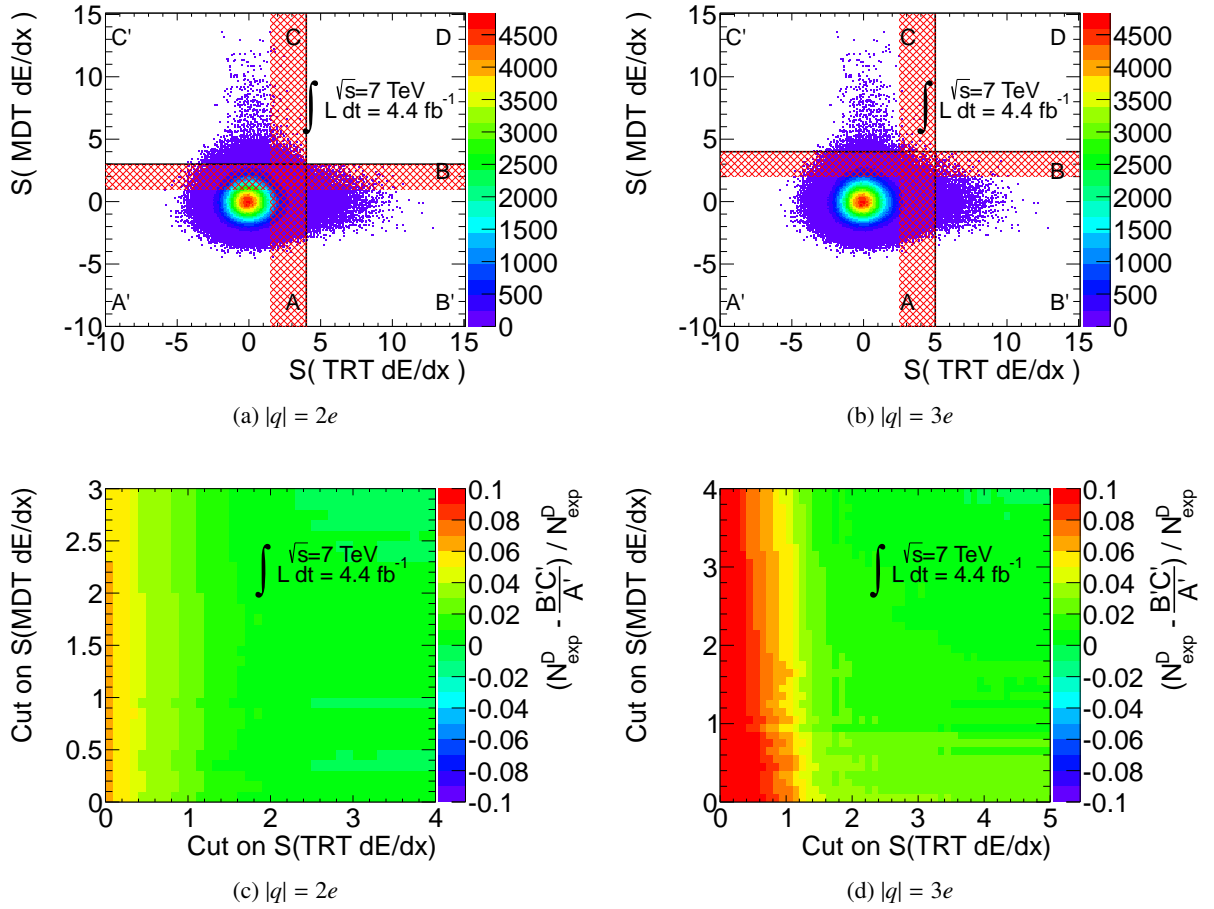 S( MDT dE/dx)
15
10
5
0
-5
-10
C'
C
D
√s=7 TeV
∫ L dt = 4.4 fb-1
B
A'
A
B'
-10 -5 0 5 10 15
S( TRT dE/dx )
4500
4000
3500
3000
2500
2000
1500
1000
500
0
(a) |q| = 2e
S( MDT dE/dx)
15
10
5
0
-5
-10
C'
C
D
√s=7 TeV
∫ L dt = 4.4 fb-1
B
A'
A
B'
-10 -5 0 5 10 15
S( TRT dE/dx )
4500
4000
3500
3000
2500
2000
1500
1000
500
0
(b) |q| = 3e
Cut on S(MDT dE/dx)
3
2.5
2
1.5
1
0.5
0
√s=7 TeV
∫ L dt = 4.4 fb-1
0 1 2 3 4
Cut on S(TRT dE/dx)
0.1
0.08
0.06
0.04
0.02
0
-0.02
-0.04
-0.06
-0.08
-0.1
(N^D_exp - B'C'/A') / N^D_exp
(c) |q| = 2e
Cut on S(MDT dE/dx)
4
3
2
1
0
√s=7 TeV
∫ L dt = 4.4 fb-1
0 1 2 3 4 5
Cut on S(TRT dE/dx)
0.1
0.08
0.06
0.04
0.02
0
-0.02
-0.04
-0.06
-0.08
-0.1
(N^D_exp - B'C'/A') / N^D_exp
(d) |q| = 3e